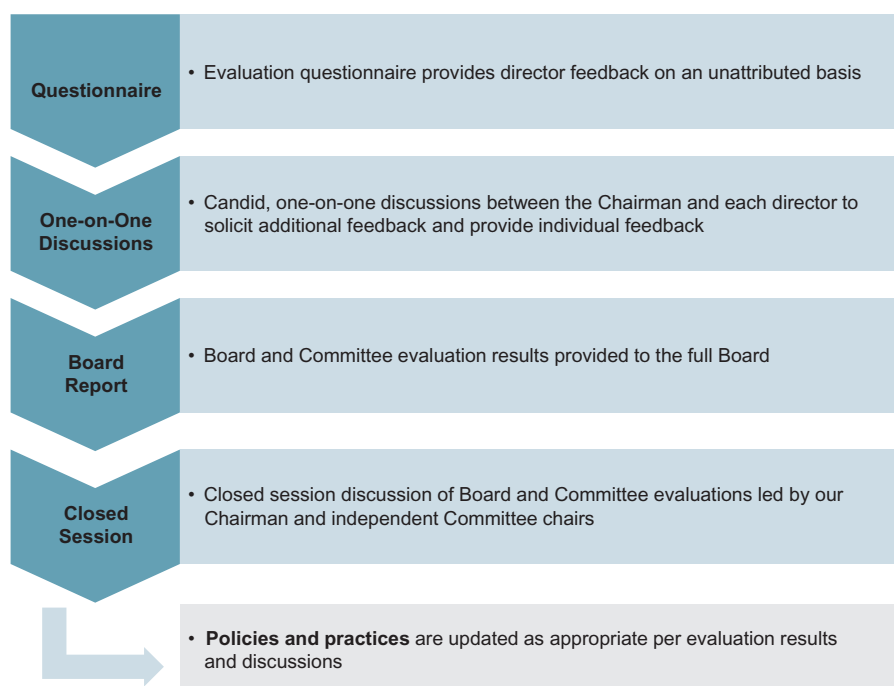 Questionnaire
• Evaluation questionnaire provides director feedback on an unattributed basis
One-on-One
Discussions
• Candid, one-on-one discussions between the Chairman and each director to
solicit additional feedback and provide individual feedback
Board
Report
• Board and Committee evaluation results provided to the full Board
Closed
Session
• Closed session discussion of Board and Committee evaluations led by our
Chairman and independent Committee chairs
• Policies and practices are updated as appropriate per evaluation results
and discussions